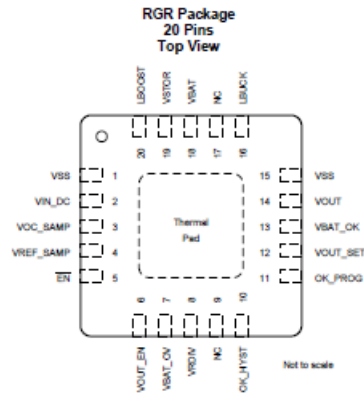 RGR Package
20 Pins
Top View
LBOOST
VSTOR
VBAT
NC
LBUCK
20
19
18
17
16
VSS 1
VIN_DC 2
VOC_SAMP 3
VREF_SAMP 4
EN 5
Thermal
Pad
15 VSS
14 VOUT
13 VBAT_OK
12 VOUT_SET
11 OK_PROG
6
7
8
9
10
VOUT_EN
VBAT_OV
VRDIV
NC
OK_HYST
Not to scale